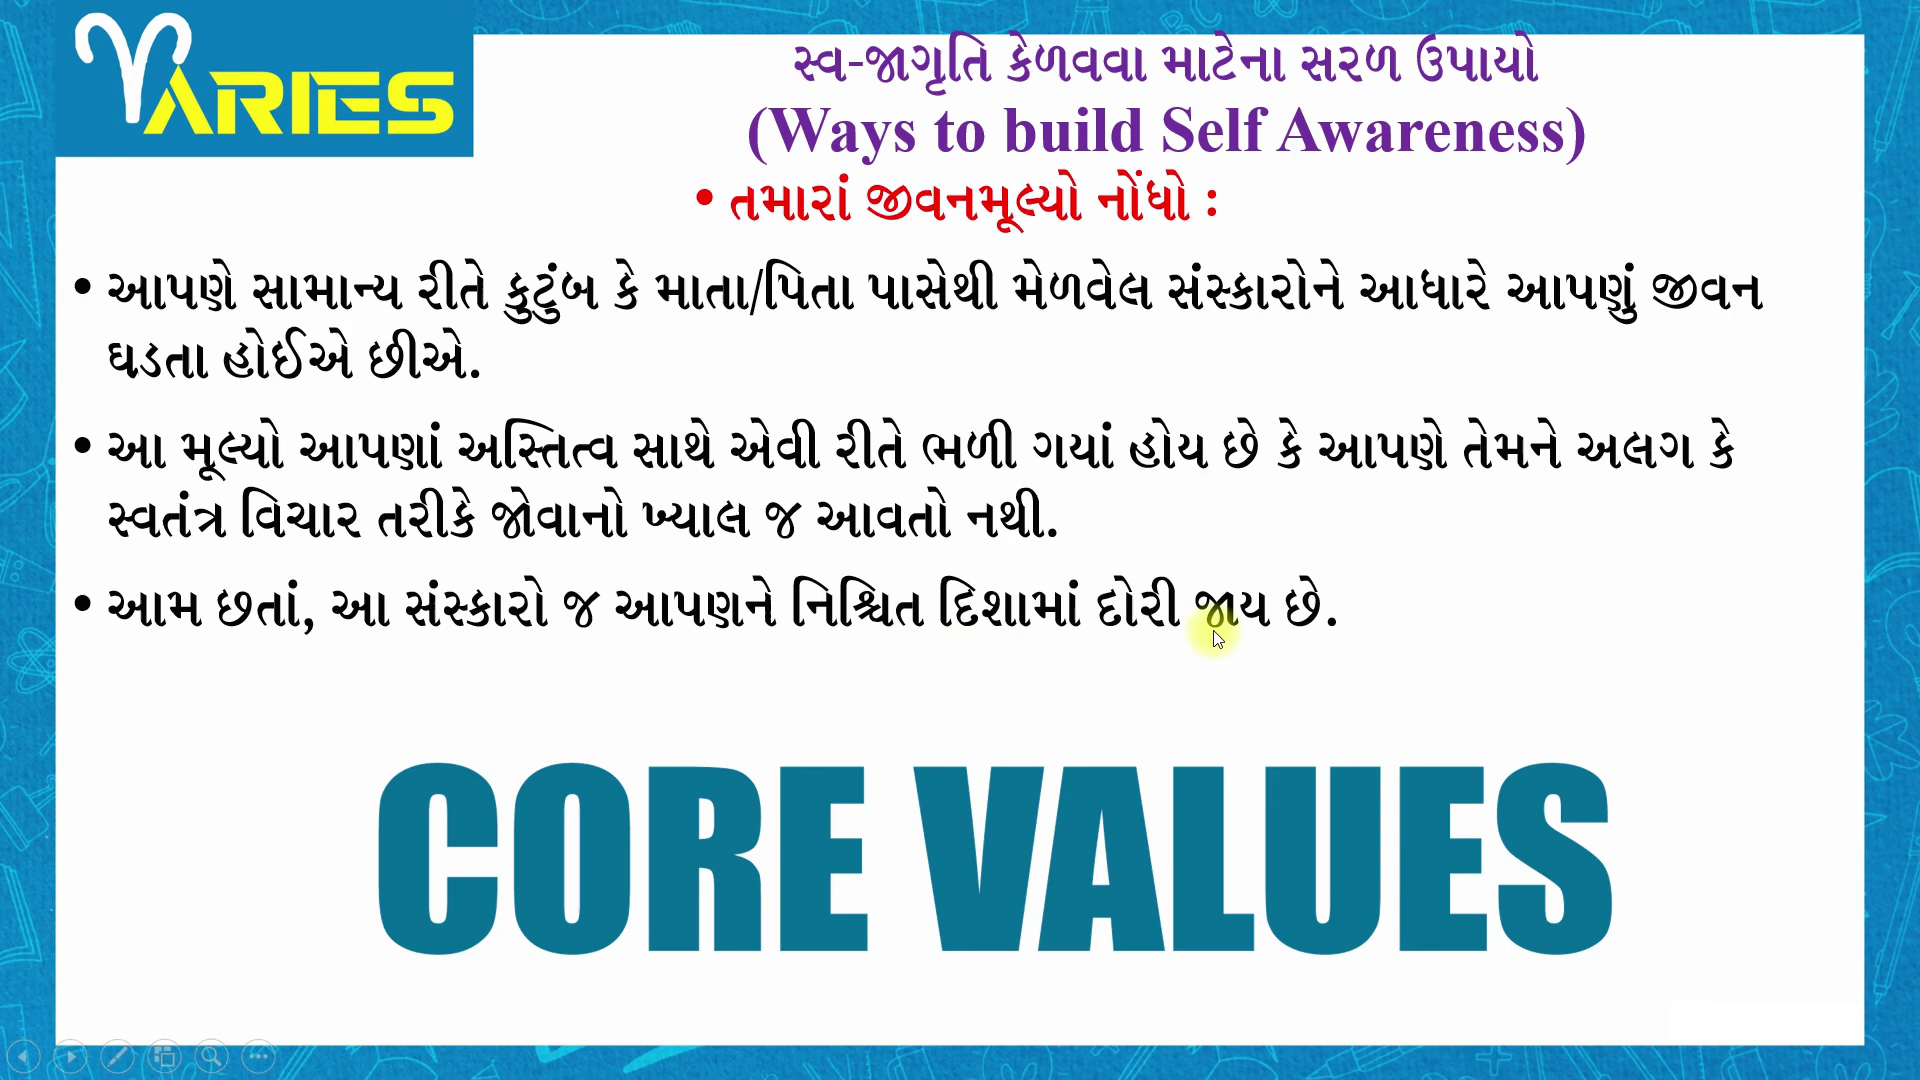 ARIES
સ્વ-જાગૃતિ કેળવવા માટેના સરળ ઉપાયો
(Ways to build Self Awareness)
• તમારાં જીવનમૂલ્યો નોંધો :
• આપણે સામાન્ય રીતે કુટુંબ કે માતા/પિતા પાસેથી મેળવેલ સંસ્કારોને આધારે આપણું જીવન
ઘડતા હોઈએ છીએ.
• આ મૂલ્યો આપણાં અસ્તિત્વ સાથે એવી રીતે ભળી ગયાં હોય છે કે આપણે તેમને અલગ કે
સ્વતંત્ર વિચાર તરીકે જોવાનો ખ્યાલ જ આવતો નથી.
• આમ છતાં, આ સંસ્કારો જ આપણને નિશ્ચિત દિશામાં દોરી જાય છે.
CORE VALUES